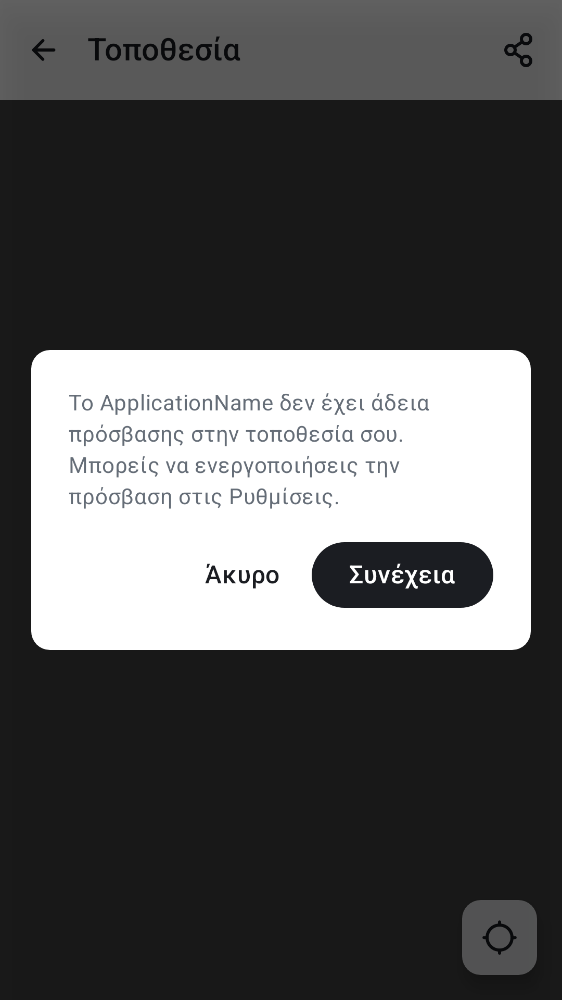 Τοποθεσία
Το ApplicationName δεν έχει άδεια
πρόσβασης στην τοποθεσία σου.
Μπορείς να ενεργοποιήσεις την
πρόσβαση στις Ρυθμίσεις.
Άκυρο
Συνέχεια